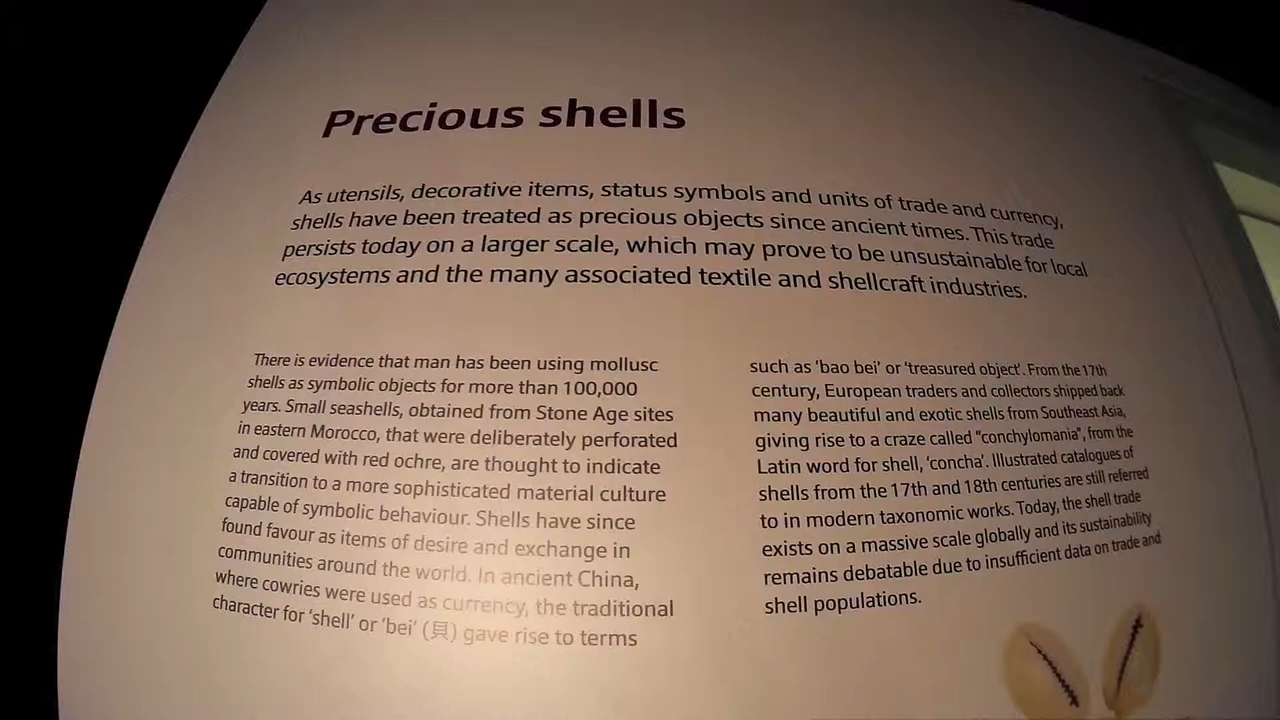 Precious shells
As utensils, decorative items, status symbols and units of trade and currency,
shells have been treated as precious objects since ancient times. This trade
persists today on a larger scale, which may prove to be unsustainable for local
ecosystems and the many associated textile and shellcraft industries.
There is evidence that man has been using mollusc
shells as symbolic objects for more than 100,000
years. Small seashells, obtained from Stone Age sites
in eastern Morocco, that were deliberately perforated
and covered with red ochre, are thought to indicate
a transition to a more sophisticated material culture
capable of symbolic behaviour. Shells have since
found favour as items of desire and exchange in
communities around the world. In ancient China,
where cowries were used as currency, the traditional
character for 'shell' or 'bei' (貝) gave rise to terms
such as 'bao bei' or 'treasured object'. From the 17th
century, European traders and collectors shipped back
many beautiful and exotic shells from Southeast Asia,
giving rise to a craze called "conchylomania", from the
Latin word for shell, 'concha'. Illustrated catalogues of
shells from the 17th and 18th centuries are still referred
to in modern taxonomic works. Today, the shell trade
exists on a massive scale globally and its sustainability
remains debatable due to insufficient data on trade and
shell populations.